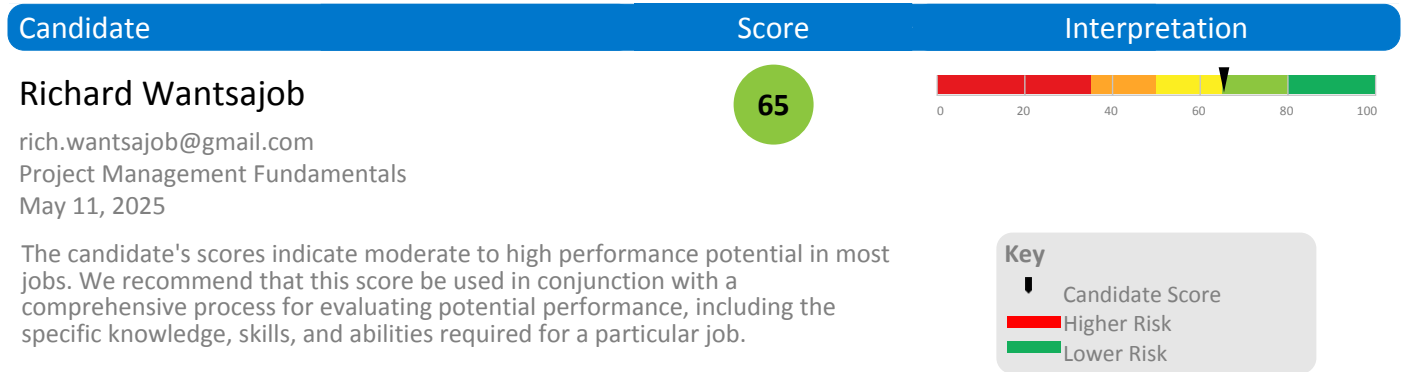 Candidate Score Interpretation
Richard Wantsajob
65
0 20 40 60 80 100
rich.wantsajob@gmail.com
Project Management Fundamentals
May 11, 2025
The candidate's scores indicate moderate to high performance potential in most
jobs. We recommend that this score be used in conjunction with a
comprehensive process for evaluating potential performance, including the
specific knowledge, skills, and abilities required for a particular job.
Key
Candidate Score
Higher Risk
Lower Risk